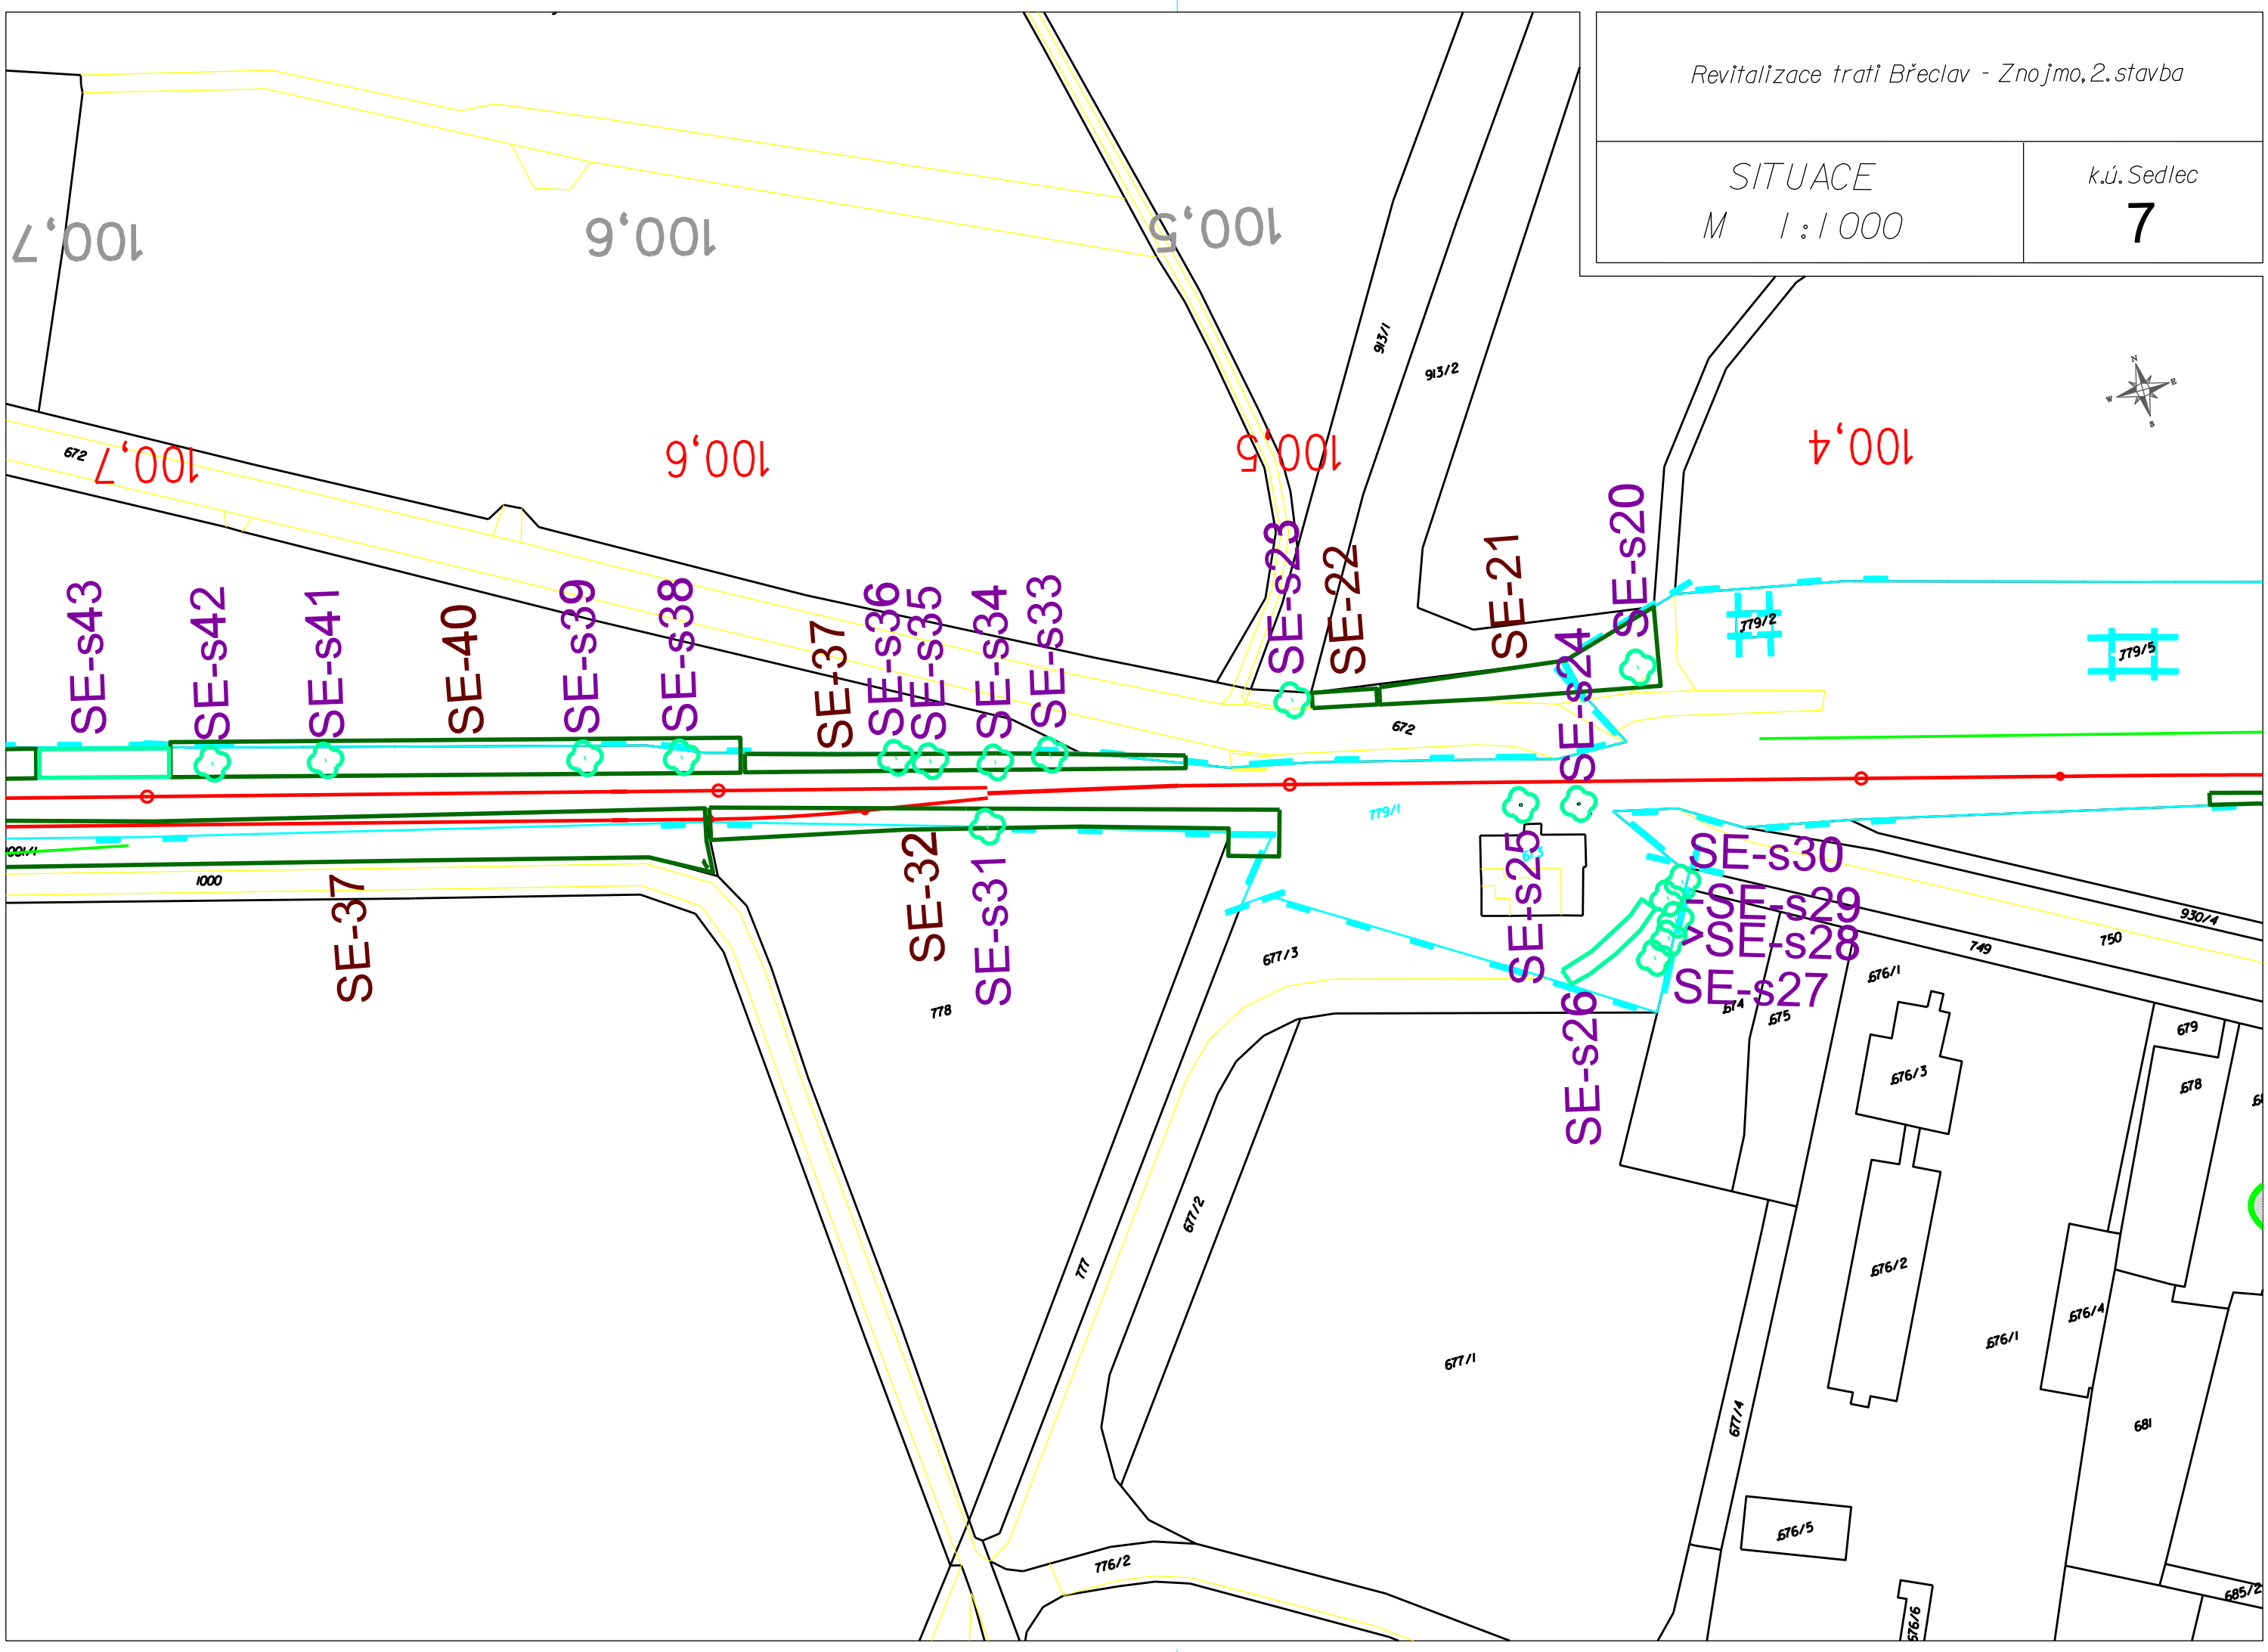 Revitalizace trati Břeclav - Znojmo, 2. stavba
SITUACE
M 1:1000
k.ú. Sedlec
7
100,7
100,6
100,5
913/1
913/2
N
E
W
S
672
100,7
100,6
100,5
100,4
SE-s43
SE-s42
SE-s41
SE-40
SE-s39
SE-s38
SE-37
SE-s36
SE-s35
SE-s34
SE-s33
SE-s23
SE-22
SE-21
SE-s24
SE-s20
779/2
779/5
672
779/1
1000
SE-37
SE-32
SE-s31
SE-s25
SE-s26
SE-s30
-SE-s29
>SE-s28
SE-s27
930/4
750
749
677/3
778
674
675
676/1
679
678
676/3
677/2
777
676/2
676/4
676/1
677/1
677/4
681
676/5
776/2
685/2
676/6